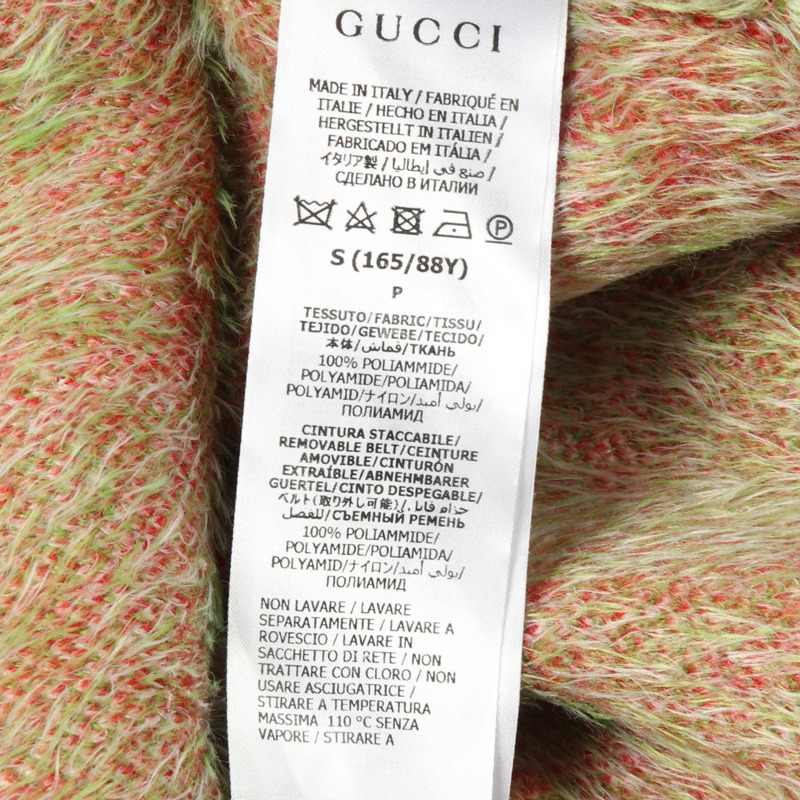 GUCCI
MADE IN ITALY / FABRIQUÉ EN
ITALIE / HECHO EN ITALIA /
HERGESTELLT IN ITALIEN /
FABRICADO EM ITÁLIA /
イタリア製 / صنع في إيطاليا /
СДЕЛАНО В ИТАЛИИ
P
S (165/88Y)
P
TESSUTO/FABRIC/TISSU/
TEJIDO/GEWEBE/TECIDO/
本体/قماش/ТКАНЬ
100% POLIAMMIDE/
POLYAMIDE/POLIAMIDA/
POLYAMID/ナイロン/بولي أميد/
ПОЛИАМИД
CINTURA STACCABILE/
REMOVABLE BELT/CEINTURE
AMOVIBLE/CINTURÓN
EXTRAÍBLE/ABNEHMBARER
GUERTEL/CINTO DESPEGABLE/
ベルト(取り外し可能)/حزام قابل
للفصل/СЪЕМНЫЙ РЕМЕНЬ
100% POLIAMMIDE/
POLYAMIDE/POLIAMIDA/
POLYAMID/ナイロン/بولي أميد/
ПОЛИАМИД
NON LAVARE / LAVARE
SEPARATAMENTE / LAVARE A
ROVESCIO / LAVARE IN
SACCHETTO DI RETE / NON
TRATTARE CON CLORO / NON
USARE ASCIUGATRICE /
STIRARE A TEMPERATURA
MASSIMA 110 °C SENZA
VAPORE / STIRARE A